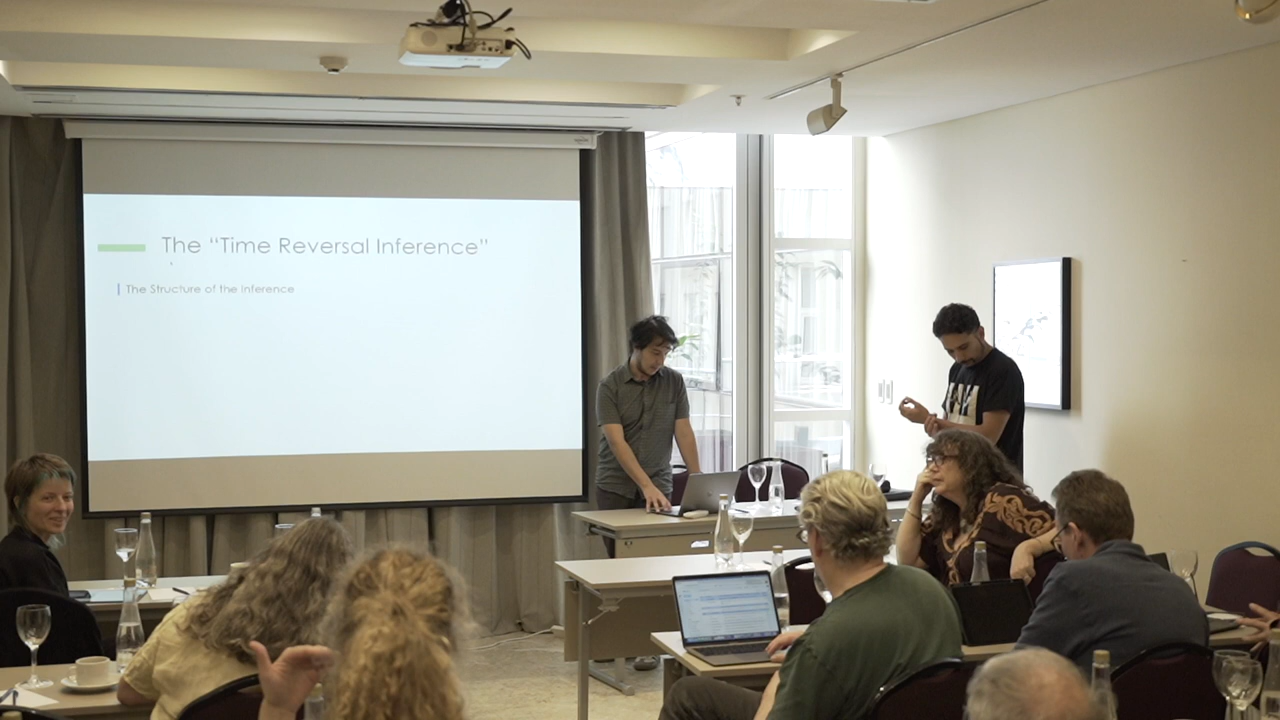 The “Time Reversal Inference”
The Structure of the Inference